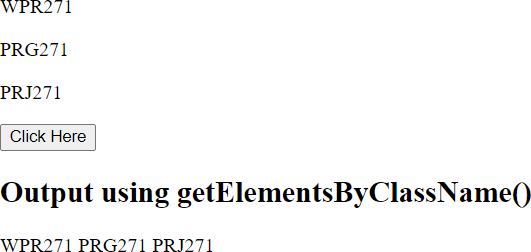 WPR271
PRG271
PRJ271
Click Here
Output using getElementsByClassName()
WPR271 PRG271 PRJ271